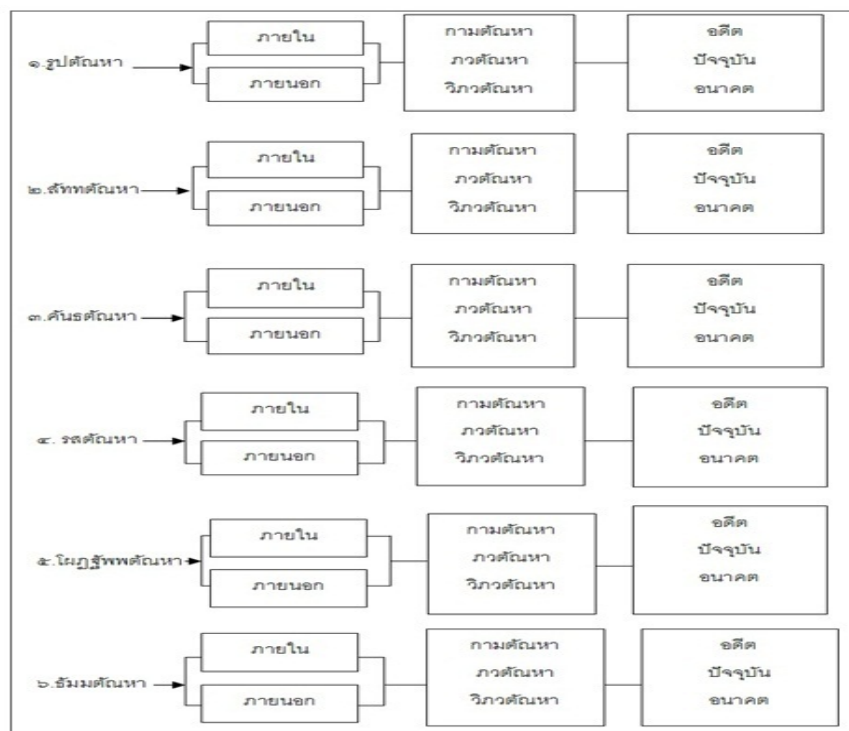 ๑.รูปตัณหา
ภายใน
ภายนอก
กามตัณหา
ภวตัณหา
วิภวตัณหา
อดีต
ปัจจุบัน
อนาคต
๒.สัททตัณหา
ภายใน
ภายนอก
กามตัณหา
ภวตัณหา
วิภวตัณหา
อดีต
ปัจจุบัน
อนาคต
๓.คันธตัณหา
ภายใน
ภายนอก
กามตัณหา
ภวตัณหา
วิภวตัณหา
อดีต
ปัจจุบัน
อนาคต
๔. รสตัณหา
ภายใน
ภายนอก
กามตัณหา
ภวตัณหา
วิภวตัณหา
อดีต
ปัจจุบัน
อนาคต
๕.โผฏฐัพพตัณหา
ภายใน
ภายนอก
กามตัณหา
ภวตัณหา
วิภวตัณหา
อดีต
ปัจจุบัน
อนาคต
๖.ธัมมตัณหา
ภายใน
ภายนอก
กามตัณหา
ภวตัณหา
วิภวตัณหา
อดีต
ปัจจุบัน
อนาคต